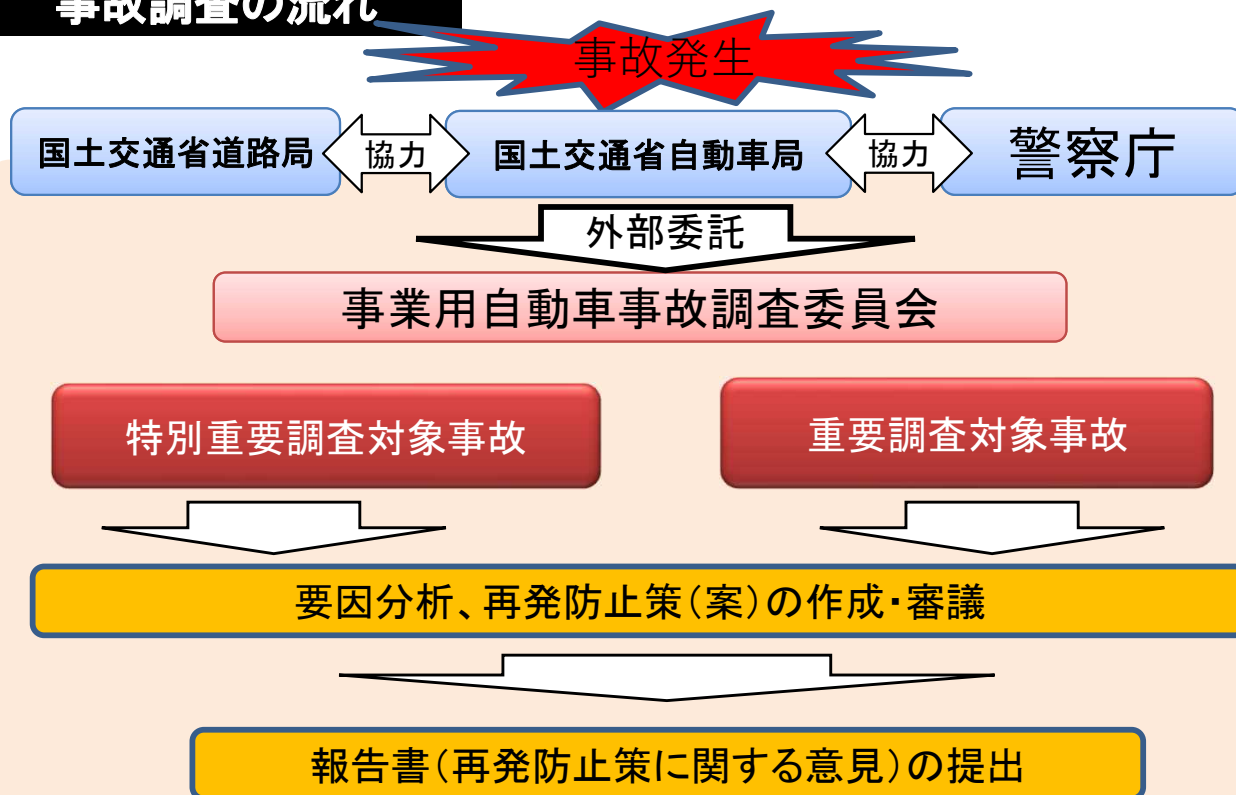 事故調査の流れ
事故発生
国土交通省道路局
協力
国土交通省自動車局
協力
警察庁
外部委託
事業用自動車事故調査委員会
特別重要調査対象事故
重要調査対象事故
要因分析、再発防止策(案)の作成・審議
報告書(再発防止策に関する意見)の提出